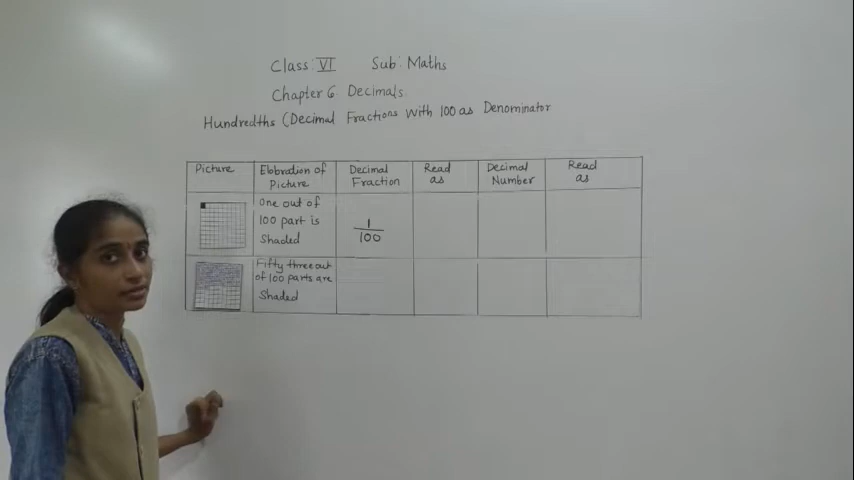 Class: VI Sub: Maths
Chapter 6 Decimals
Hundredths (Decimal Fractions With 100 as Denominator
Picture
Elobration of
Picture
Decimal
Fraction
Read
as
Decimal
Number
Read
as
One out of
100 part is
Shaded
1
100
Fifty three out
of 100 parts are
Shaded